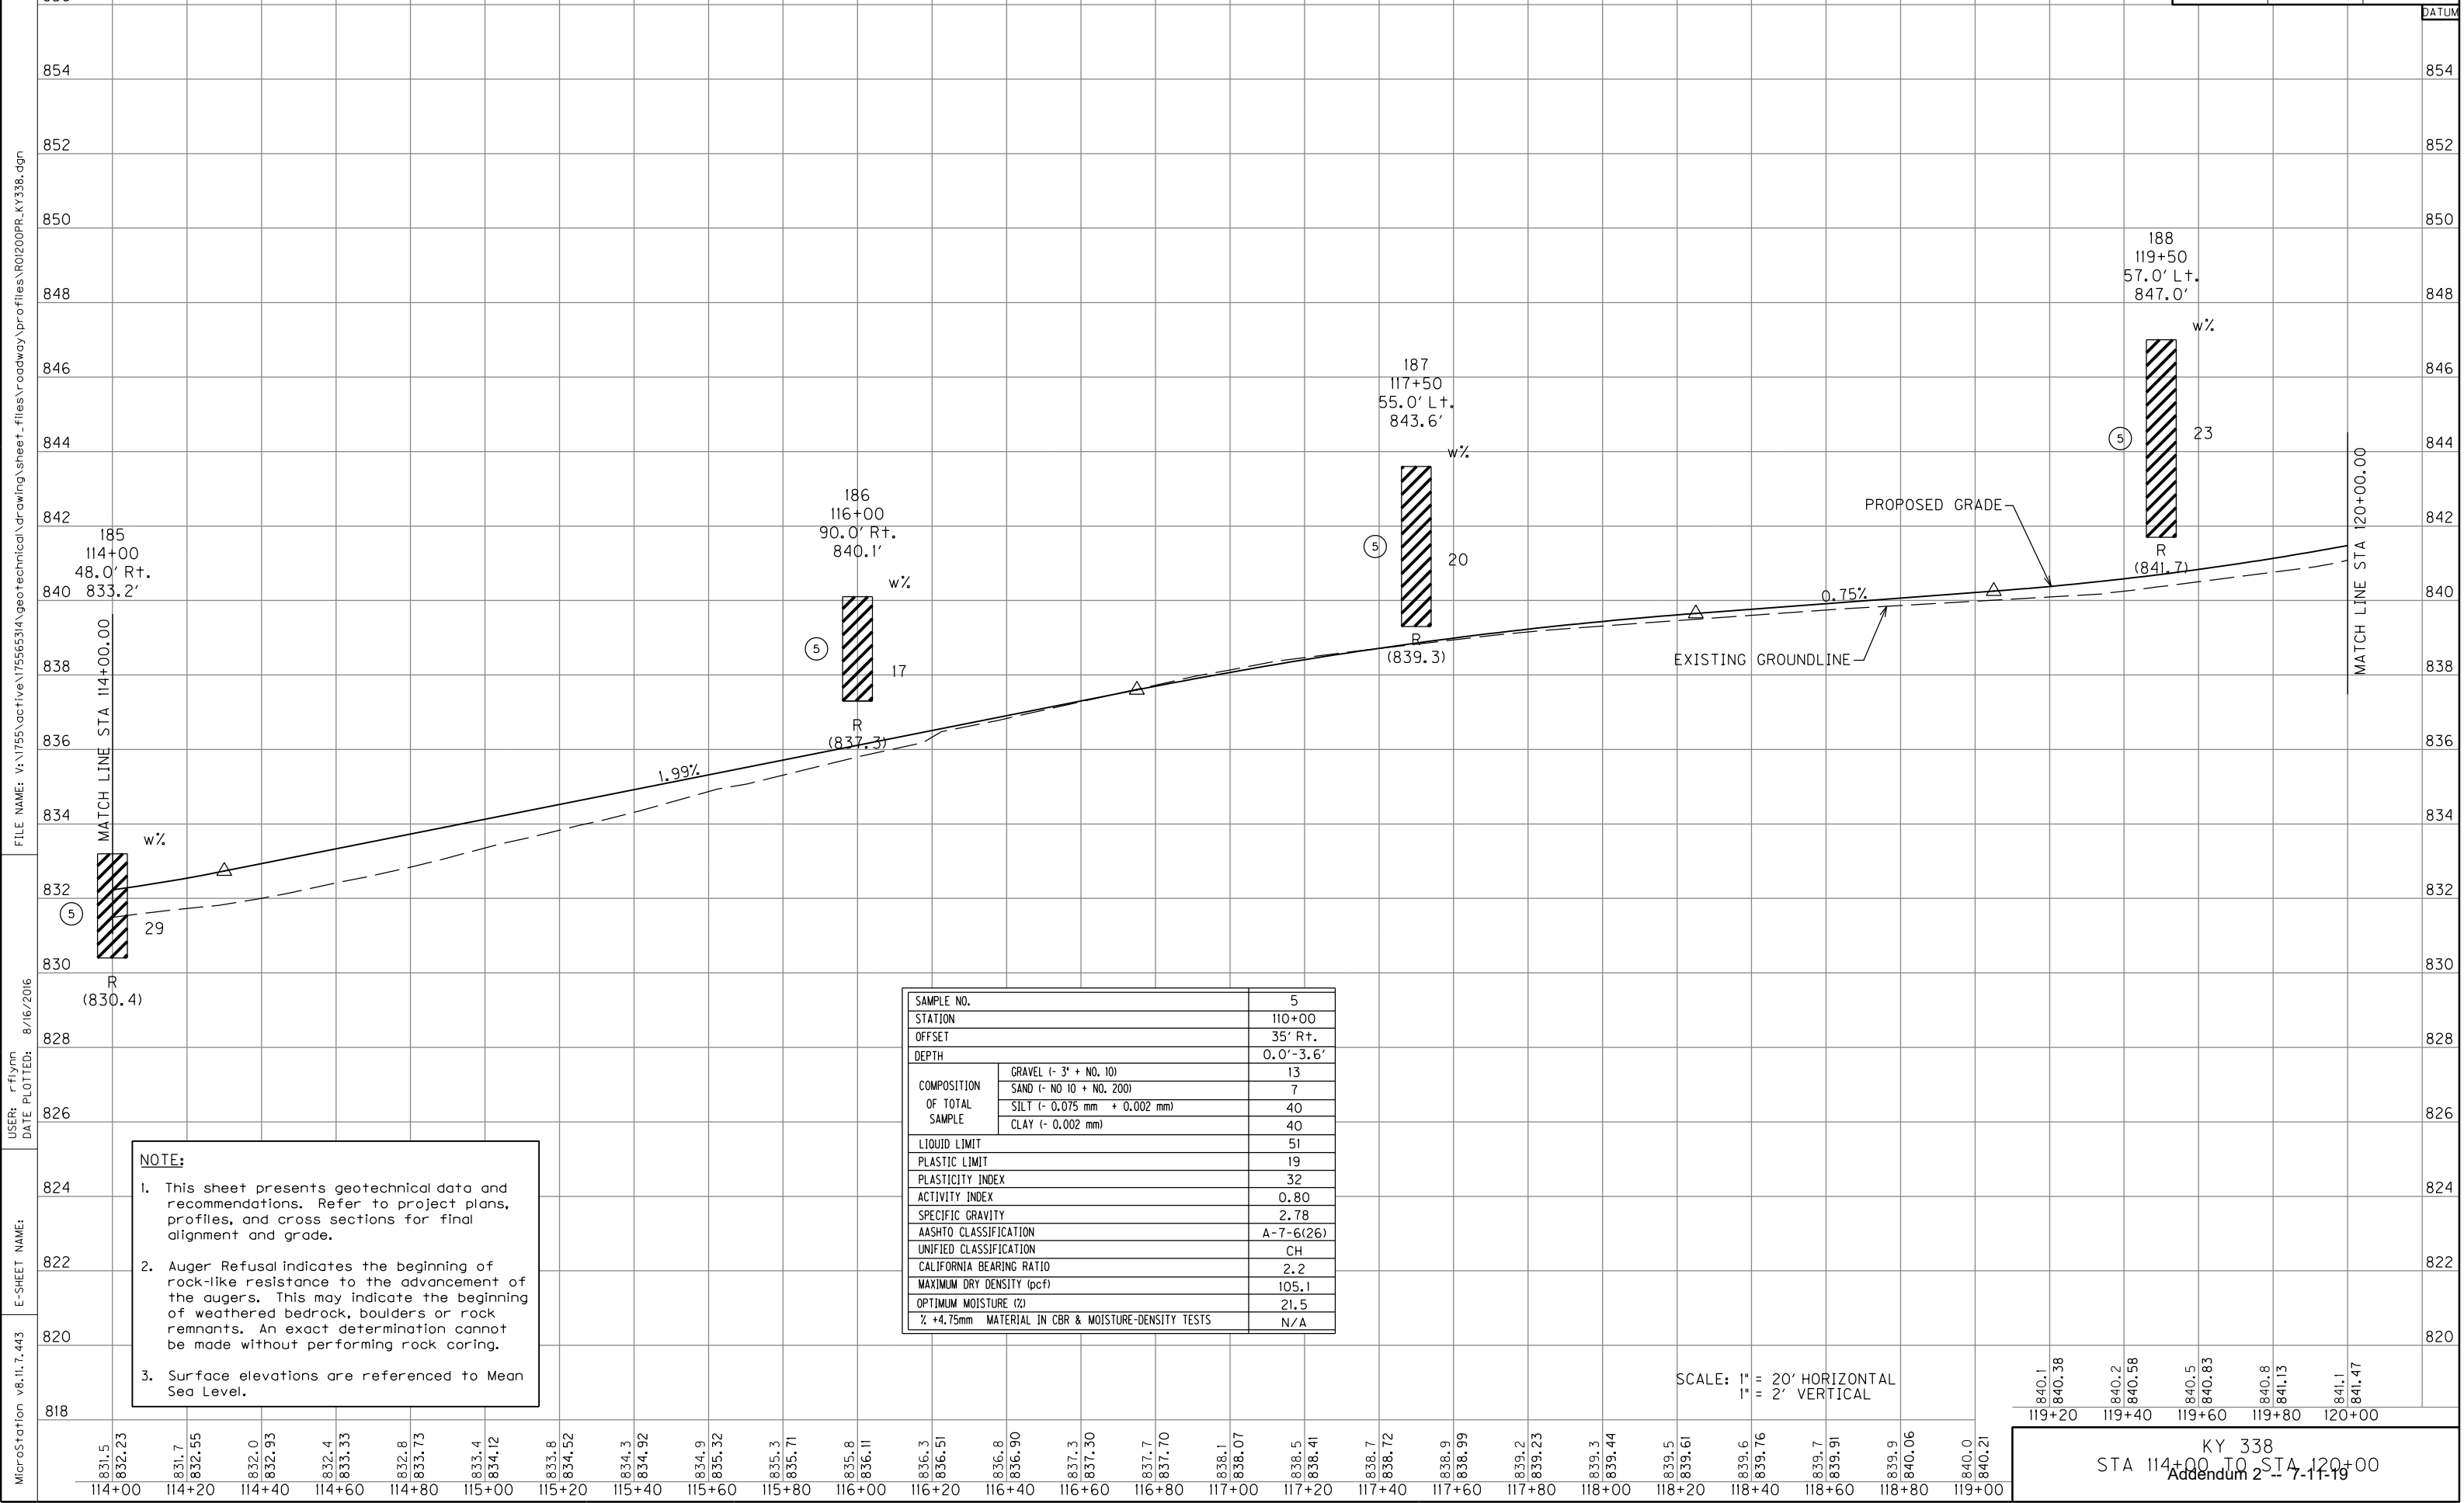 DATUM
854
852
850
848
846
844
842
840
838
836
834
832
830
828
826
824
822
820
818
854
852
850
848
846
844
842
840
838
836
834
832
830
828
826
824
822
820
FILE NAME: V:\1755\active\175565314\geotechnical\drawing\sheet_files\roadway\profiles\R01200PR_KY338.dgn
USER: rflynn
DATE PLOTTED: 8/16/2016
E-SHEET NAME:
MicroStation v8.11.7.443
185
114+00
48.0' Rt.
833.2'
MATCH LINE STA 114+00.00
w%
5
29
R
(830.4)
186
116+00
90.0' Rt.
840.1'
w%
5
17
R
(837.3)
1.99%
187
117+50
55.0' Lt.
843.6'
w%
5
20
R
(839.3)
188
119+50
57.0' Lt.
847.0'
w%
5
23
R
(841.7)
PROPOSED GRADE
0.75%
EXISTING GROUNDLINE
MATCH LINE STA 120+00.00
SAMPLE NO. 5
STATION 110+00
OFFSET 35' Rt.
DEPTH 0.0'-3.6'
COMPOSITION OF TOTAL SAMPLE
GRAVEL (- 3" + NO. 10) 13
SAND (- NO 10 + NO. 200) 7
SILT (- 0.075 mm + 0.002 mm) 40
CLAY (- 0.002 mm) 40
LIQUID LIMIT 51
PLASTIC LIMIT 19
PLASTICITY INDEX 32
ACTIVITY INDEX 0.80
SPECIFIC GRAVITY 2.78
AASHTO CLASSIFICATION A-7-6(26)
UNIFIED CLASSIFICATION CH
CALIFORNIA BEARING RATIO 2.2
MAXIMUM DRY DENSITY (pcf) 105.1
OPTIMUM MOISTURE (%) 21.5
% +4.75mm MATERIAL IN CBR & MOISTURE-DENSITY TESTS N/A
NOTE:
1. This sheet presents geotechnical data and
recommendations. Refer to project plans,
profiles, and cross sections for final
alignment and grade.
2. Auger Refusal indicates the beginning of
rock-like resistance to the advancement of
the augers. This may indicate the beginning
of weathered bedrock, boulders or rock
remnants. An exact determination cannot
be made without performing rock coring.
3. Surface elevations are referenced to Mean
Sea Level.
SCALE: 1" = 20' HORIZONTAL
1" = 2' VERTICAL
831.5 832.23 114+00
831.7 832.55 114+20
832.0 832.93 114+40
832.4 833.33 114+60
832.8 833.73 114+80
833.4 834.12 115+00
833.8 834.52 115+20
834.3 834.92 115+40
834.9 835.32 115+60
835.3 835.71 115+80
835.8 836.11 116+00
836.3 836.51 116+20
836.8 836.90 116+40
837.3 837.30 116+60
837.7 837.70 116+80
838.1 838.07 117+00
838.5 838.41 117+20
838.7 838.72 117+40
838.9 838.99 117+60
839.2 839.23 117+80
839.3 839.44 118+00
839.5 839.61 118+20
839.6 839.76 118+40
839.7 839.91 118+60
839.9 840.06 118+80
840.0 840.21 119+00
840.1 840.38 119+20
840.2 840.58 119+40
840.5 840.83 119+60
840.8 841.13 119+80
841.1 841.47 120+00
KY 338
STA 114+00 TO STA 120+00
Addendum 2 -- 7-11-19